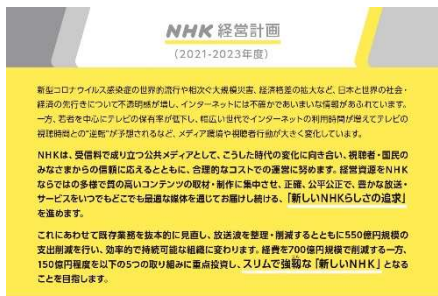 NHK 経営計画
(2021-2023年度)
新型コロナウイルス感染症の世界的流行や相次ぐ大規模災害、経済格差の拡大など、日本と世界の社会・
経済の先行きについて不透明感が増し、インターネットには不確かであいまいな情報があふれています。
一方、若者を中心にテレビの保有率が低下し、幅広い世代でインターネットの利用時間が増えてテレビの
視聴時間との“逆転”が予想されるなど、メディア環境や視聴者行動が大きく変化しています。
NHKは、受信料で成り立つ公共メディアとして、こうした時代の変化に向き合い、視聴者・国民の
みなさまからの信頼に応えるとともに、合理的なコストでの運営に努めます。経営資源をNHK
ならではの多様で質の高いコンテンツの取材・制作に集中させ、正確、公平公正で、豊かな放送・
サービスをいつでもどこでも最適な媒体を通じてお届けし続ける、「新しいNHKらしさの追求」
を進めます。
これにあわせて既存業務を抜本的に見直し、放送波を整理・削減するとともに550億円規模の
支出削減を行い、効率的で持続可能な組織に変わります。経費を700億円規模で削減する一方、
150億円程度を以下の5つの取り組みに重点投資し、スリムで強靱な「新しいNHK」となる
ことを目指します。